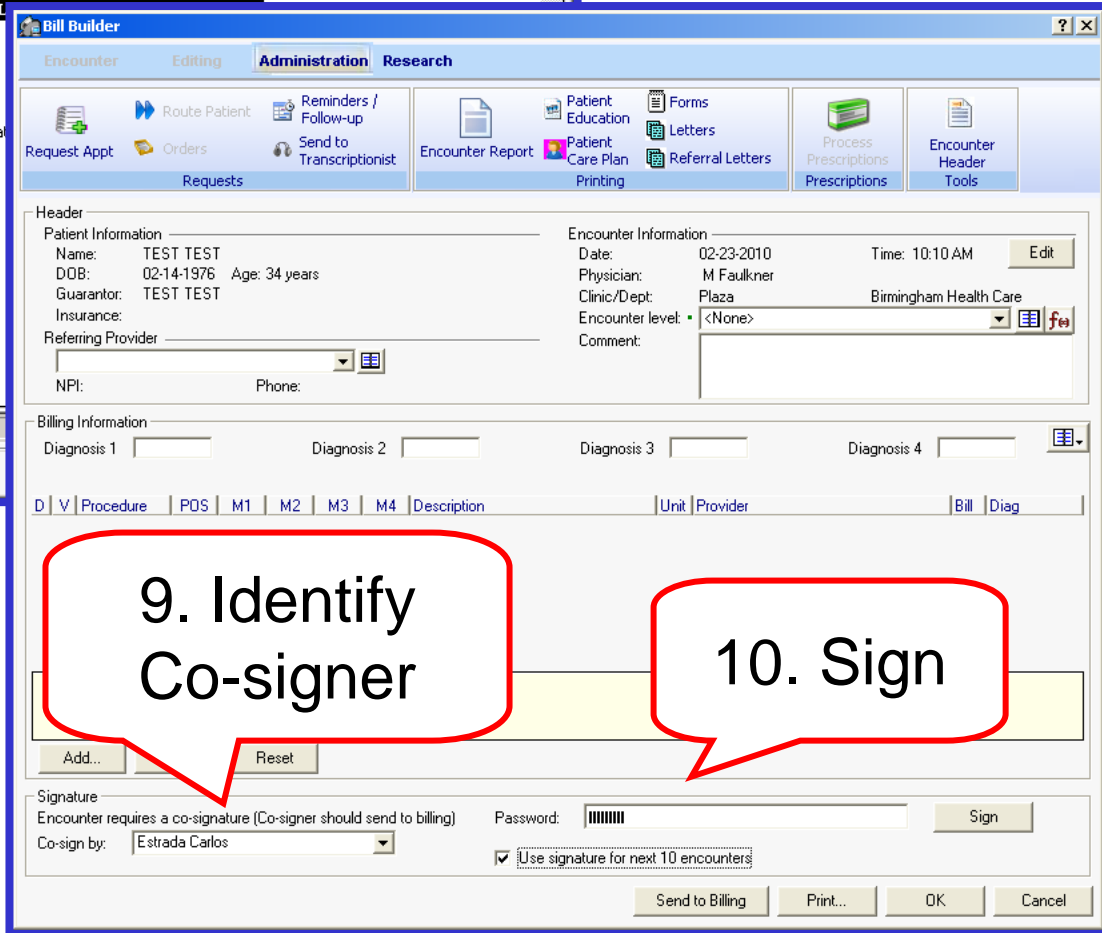 Bill Builder
Encounter Editing Administration Research
Request Appt
Route Patient
Orders
Reminders /
Follow-up
Send to
Transcriptionist
Requests
Encounter Report
Patient
Education
Patient
Care Plan
Forms
Letters
Referral Letters
Printing
Process
Prescriptions
Prescriptions
Encounter
Header
Tools
Header
Patient Information
Name: TEST TEST
DOB: 02-14-1976 Age: 34 years
Guarantor: TEST TEST
Insurance:
Referring Provider
NPI: Phone:
Encounter Information
Date: 02-23-2010 Time: 10:10 AM Edit
Physician: M Faulkner
Clinic/Dept: Plaza Birmingham Health Care
Encounter level: <None>
Comment:
Billing Information
Diagnosis 1 Diagnosis 2 Diagnosis 3 Diagnosis 4
D V Procedure POS M1 M2 M3 M4 Description Unit Provider Bill Diag
9. Identify
Co-signer
10. Sign
Add... Reset
Signature
Encounter requires a co-signature (Co-signer should send to billing) Password: Sign
Co-sign by: Estrada Carlos
Use signature for next 10 encounters
Send to Billing Print... OK Cancel